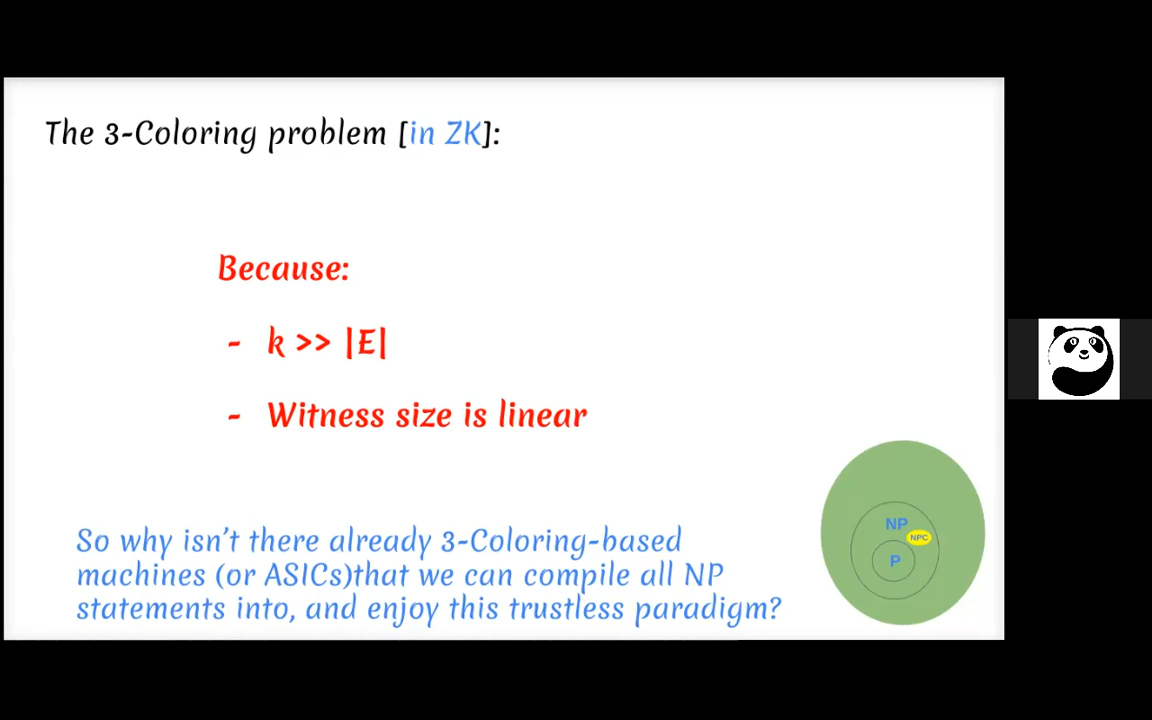 The 3-Coloring problem [in ZK]:
Because:
- k >> |E|
- Witness size is linear
So why isn't there already 3-Coloring-based
machines (or ASICs)that we can compile all NP
statements into, and enjoy this trustless paradigm?
NP
NPC
P